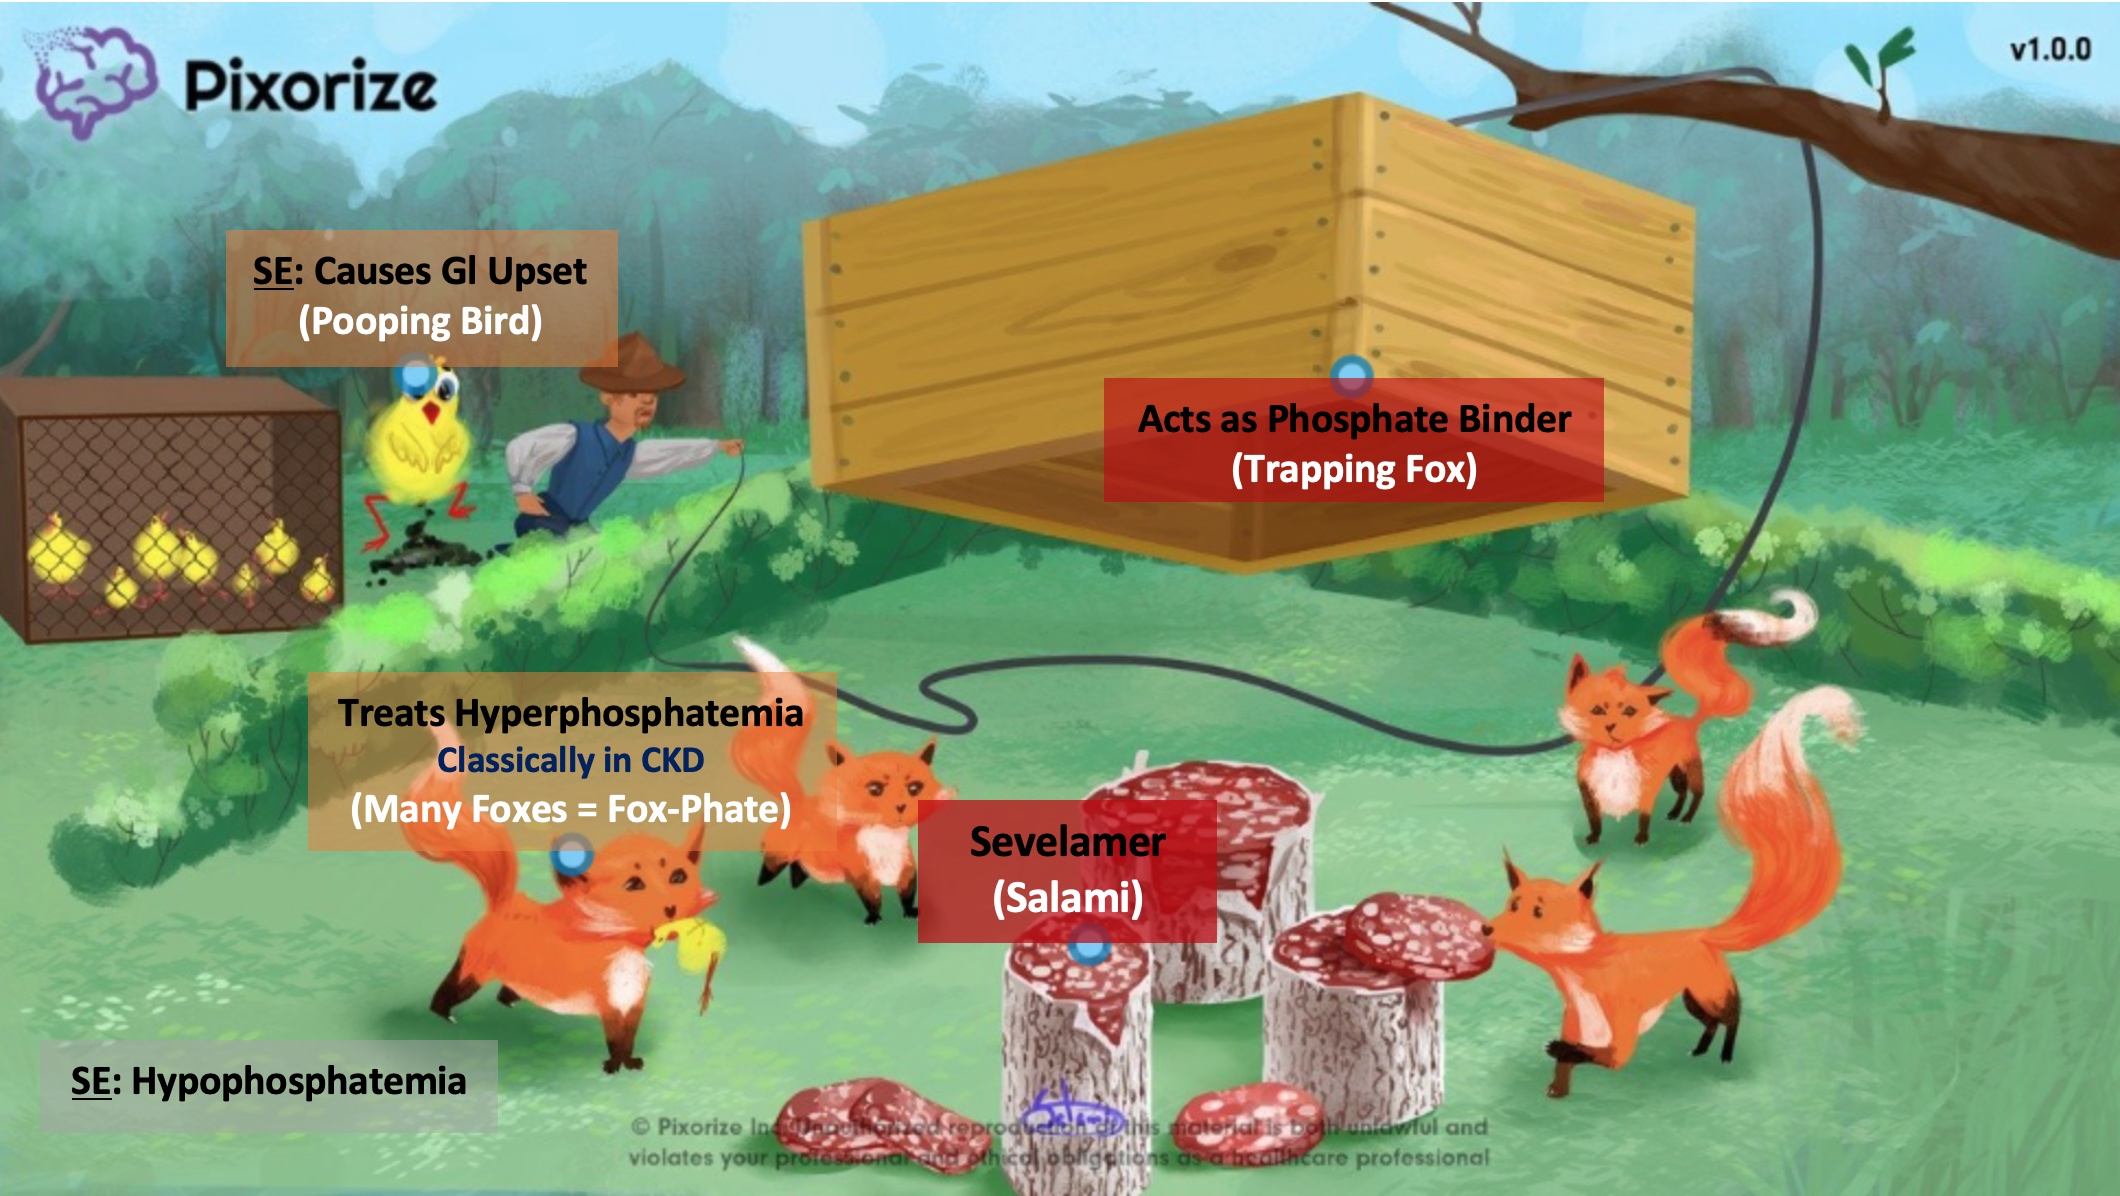 Pixorize
v1.0.0
SE: Causes GI Upset
(Pooping Bird)
Acts as Phosphate Binder
(Trapping Fox)
Treats Hyperphosphatemia
Classically in CKD
(Many Foxes = Fox-Phate)
Sevelamer
(Salami)
SE: Hypophosphatemia
© Pixorize Inc. Unauthorized reproduction of this material is both unlawful and
violates your professional and ethical obligations as a healthcare professional